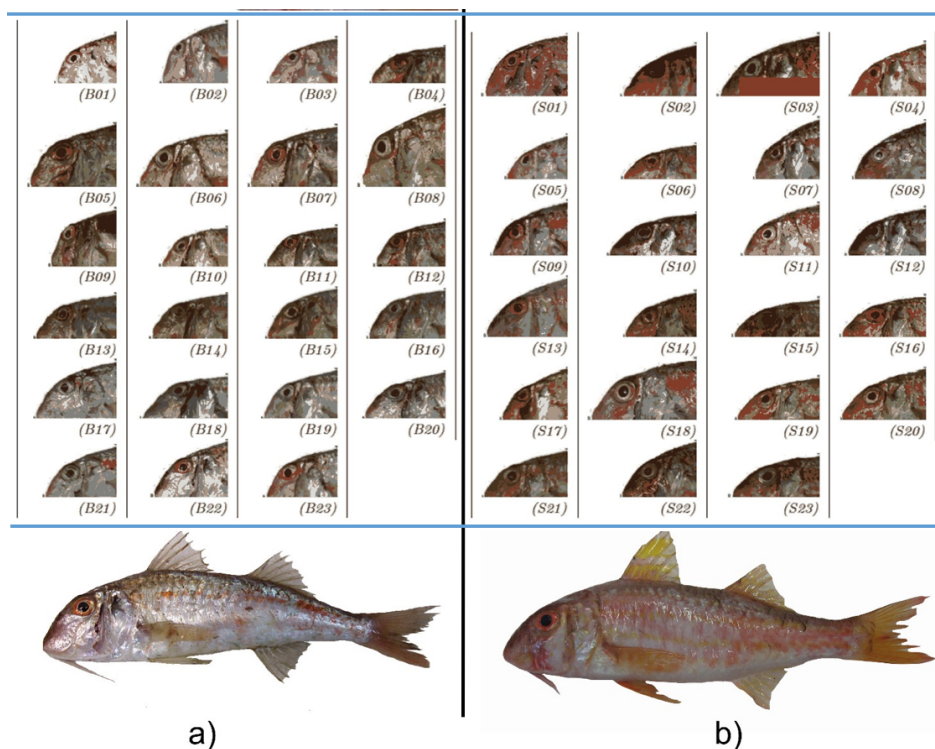 (B01) (B02) (B03) (B04)
(S01) (S02) (S03) (S04)
(B05) (B06) (B07) (B08)
(S05) (S06) (S07) (S08)
(B09) (B10) (B11) (B12)
(S09) (S10) (S11) (S12)
(B13) (B14) (B15) (B16)
(S13) (S14) (S15) (S16)
(B17) (B18) (B19) (B20)
(S17) (S18) (S19) (S20)
(B21) (B22) (B23)
(S21) (S22) (S23)
a) b)